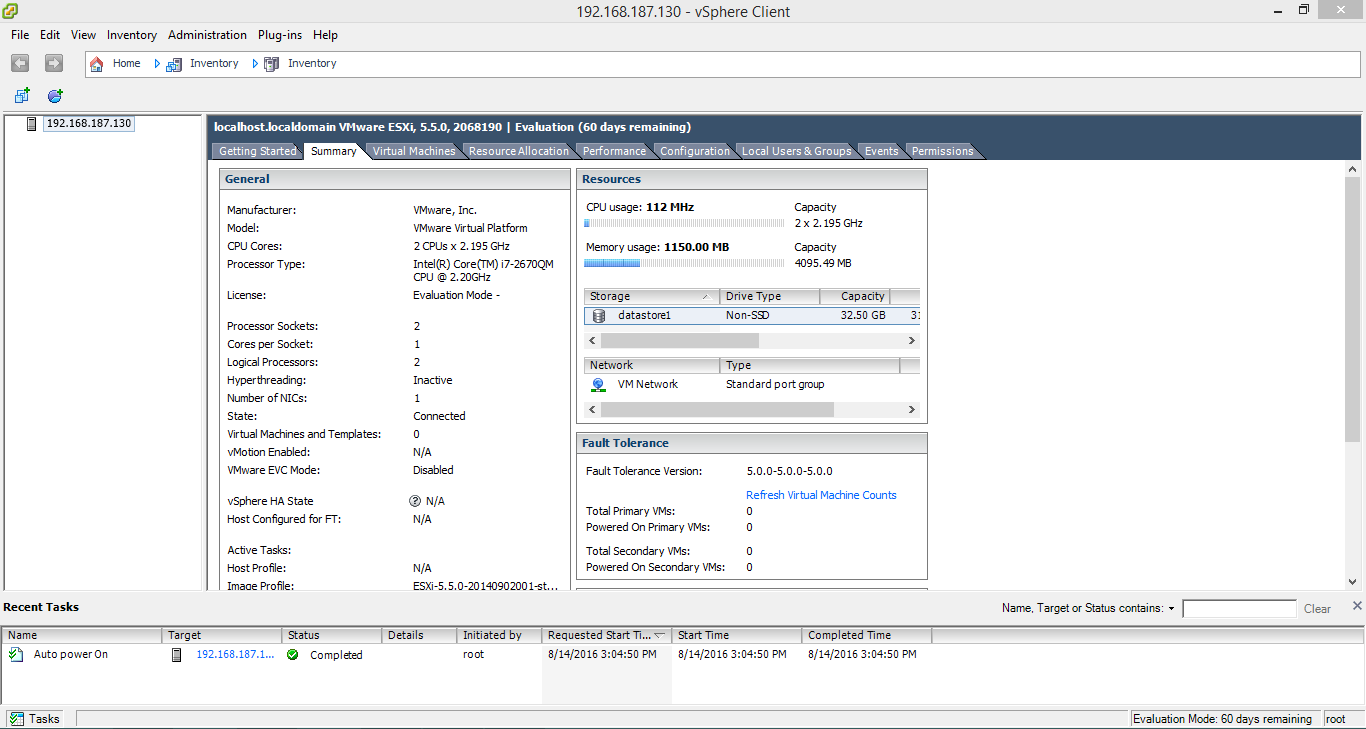 192.168.187.130 - vSphere Client
File Edit View Inventory Administration Plug-ins Help
Home Inventory Inventory
192.168.187.130
localhost.localdomain VMware ESXi, 5.5.0, 2068190 | Evaluation (60 days remaining)
Getting Started Summary Virtual Machines Resource Allocation Performance Configuration Local Users & Groups Events Permissions
General
Manufacturer: VMware, Inc.
Model: VMware Virtual Platform
CPU Cores: 2 CPUs x 2.195 GHz
Processor Type: Intel(R) Core(TM) i7-2670QM
CPU @ 2.20GHz
License: Evaluation Mode -
Processor Sockets: 2
Cores per Socket: 1
Logical Processors: 2
Hyperthreading: Inactive
Number of NICs: 1
State: Connected
Virtual Machines and Templates: 0
vMotion Enabled: N/A
VMware EVC Mode: Disabled
vSphere HA State ? N/A
Host Configured for FT: N/A
Active Tasks:
Host Profile: N/A
Image Profile: ESXi-5.5.0-20140902001-st...
Resources
CPU usage: 112 MHz Capacity
2 x 2.195 GHz
Memory usage: 1150.00 MB Capacity
4095.49 MB
Storage Drive Type Capacity
datastore1 Non-SSD 32.50 GB 31
Network Type
VM Network Standard port group
Fault Tolerance
Fault Tolerance Version: 5.0.0-5.0.0-5.0.0
Refresh Virtual Machine Counts
Total Primary VMs: 0
Powered On Primary VMs: 0
Total Secondary VMs: 0
Powered On Secondary VMs: 0
Recent Tasks Name, Target or Status contains: Clear
Name Target Status Details Initiated by Requested Start Ti... Start Time Completed Time
Auto power On 192.168.187.1... Completed root 8/14/2016 3:04:50 PM 8/14/2016 3:04:50 PM 8/14/2016 3:04:50 PM
Tasks Evaluation Mode: 60 days remaining root